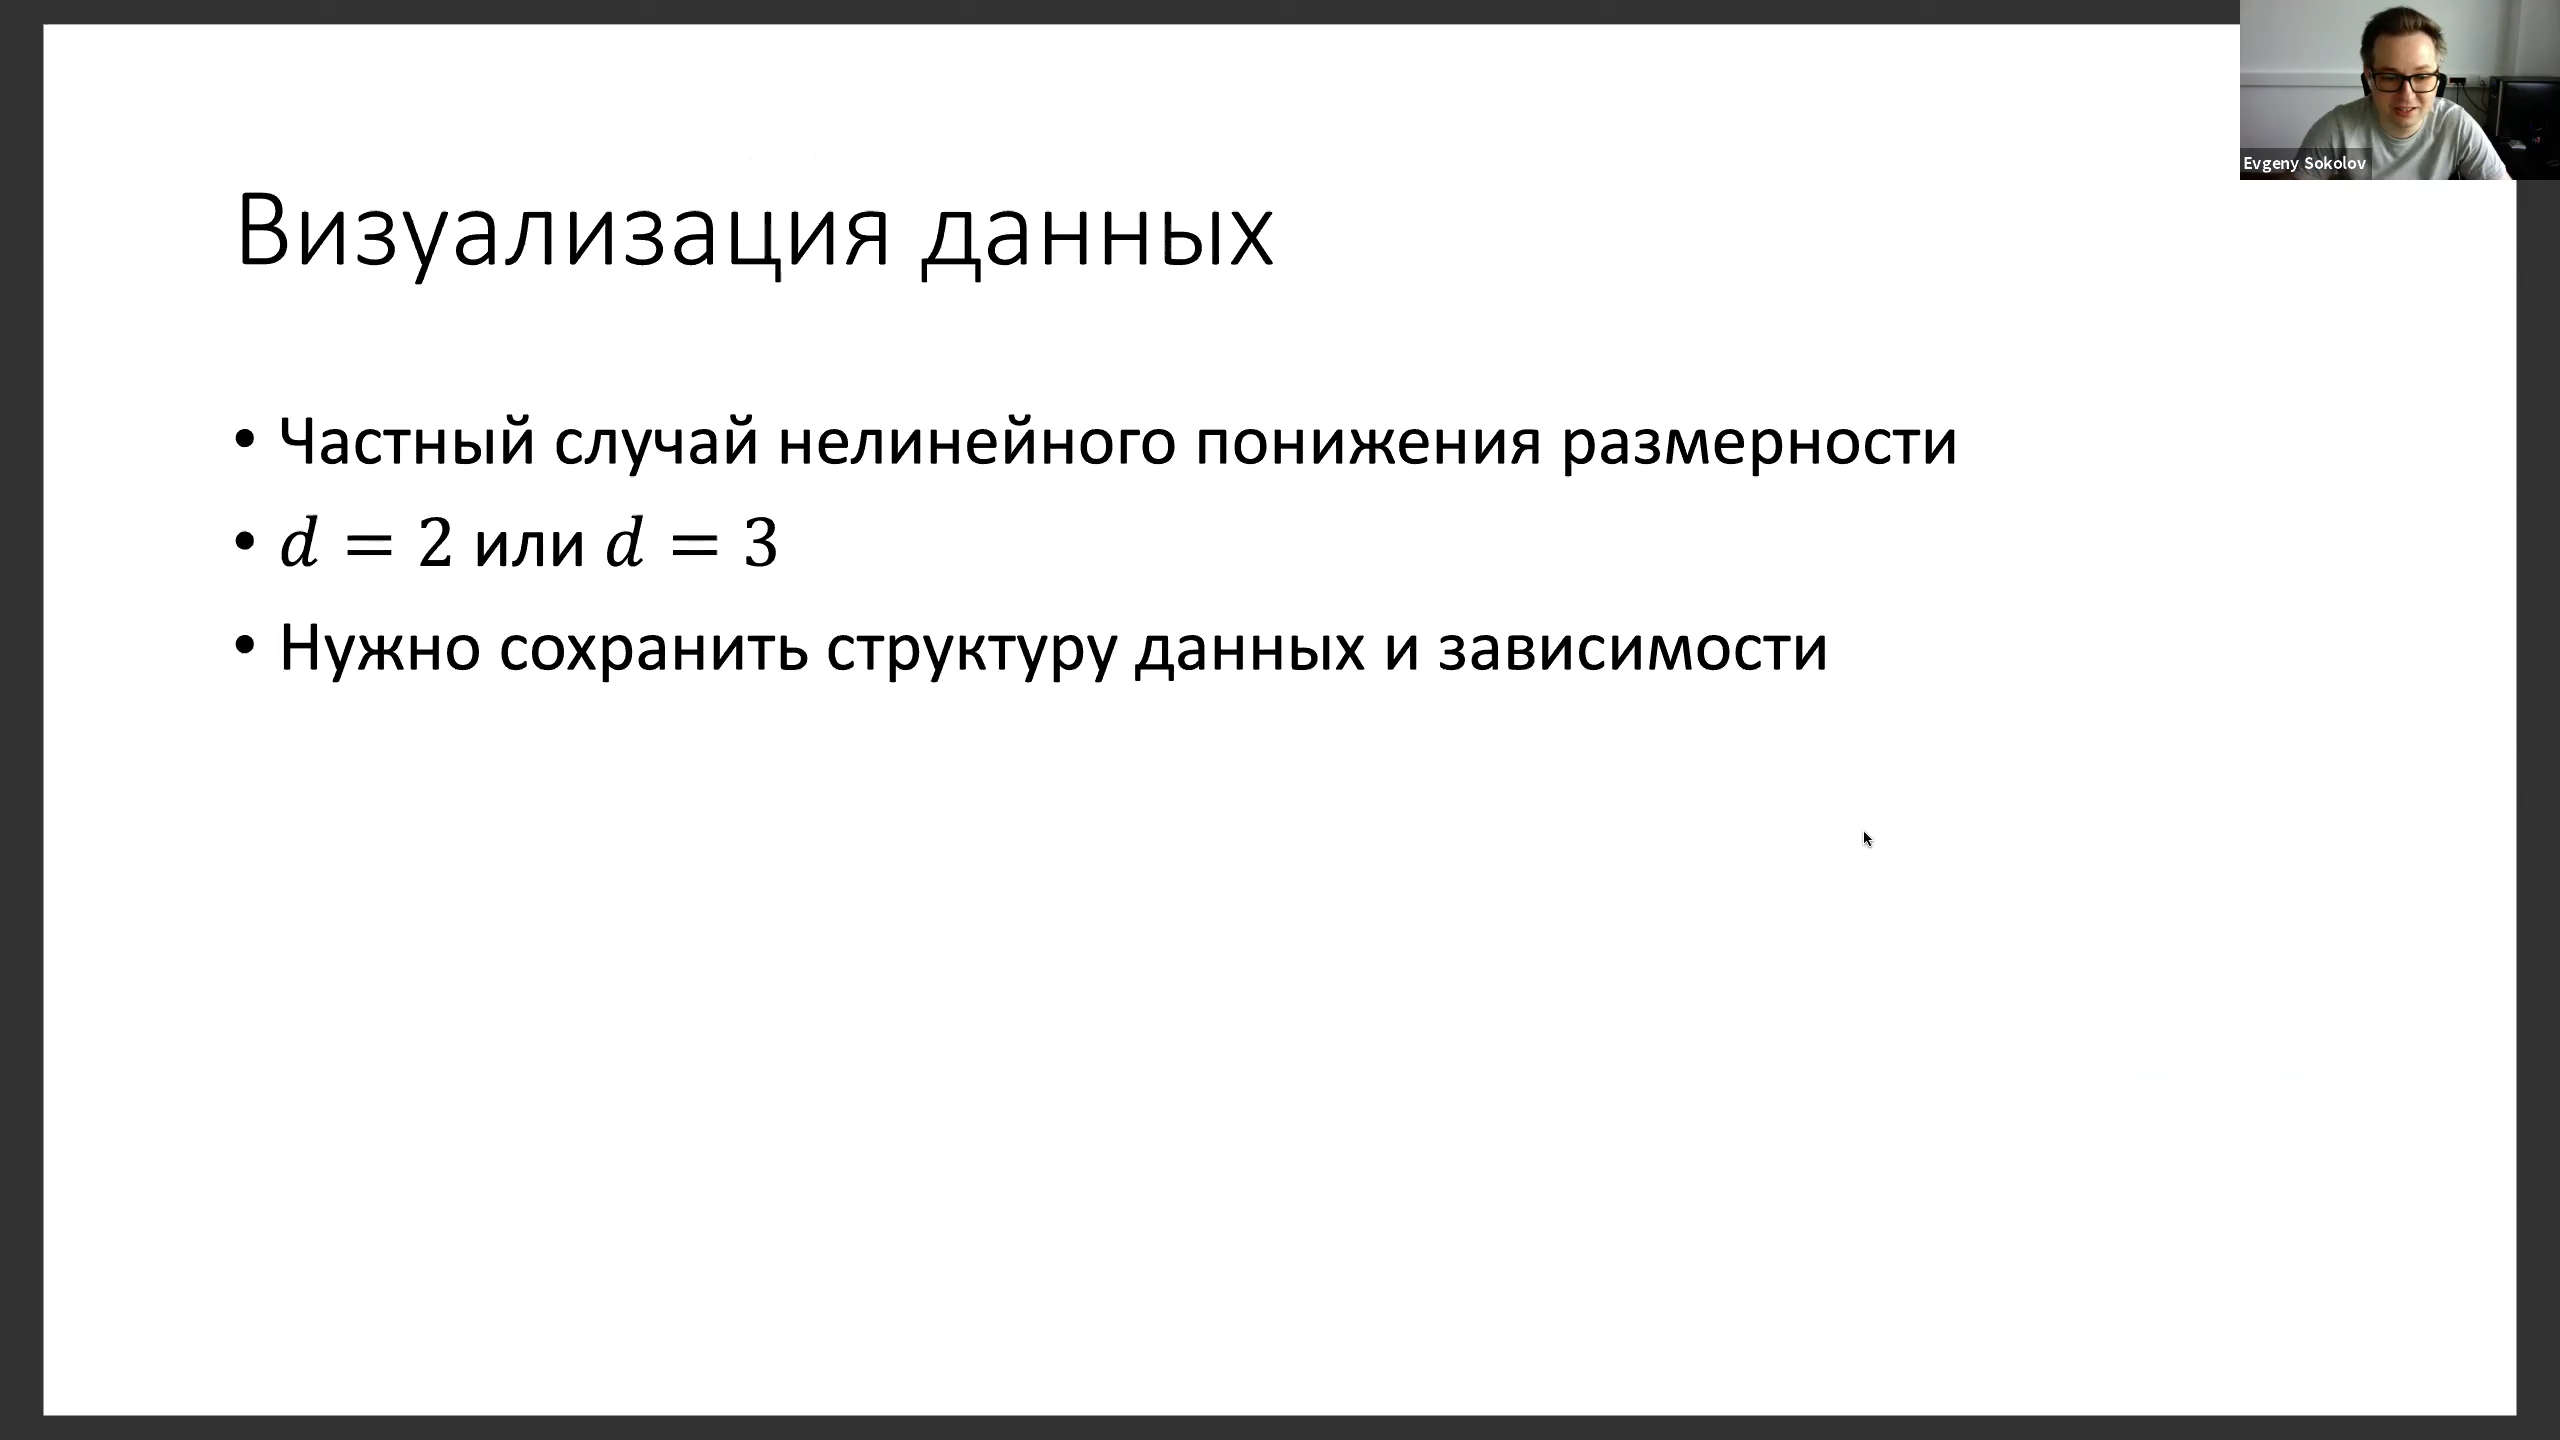 Evgeny Sokolov
Визуализация данных
• Частный случай нелинейного понижения размерности
• d = 2 или d = 3
• Нужно сохранить структуру данных и зависимости